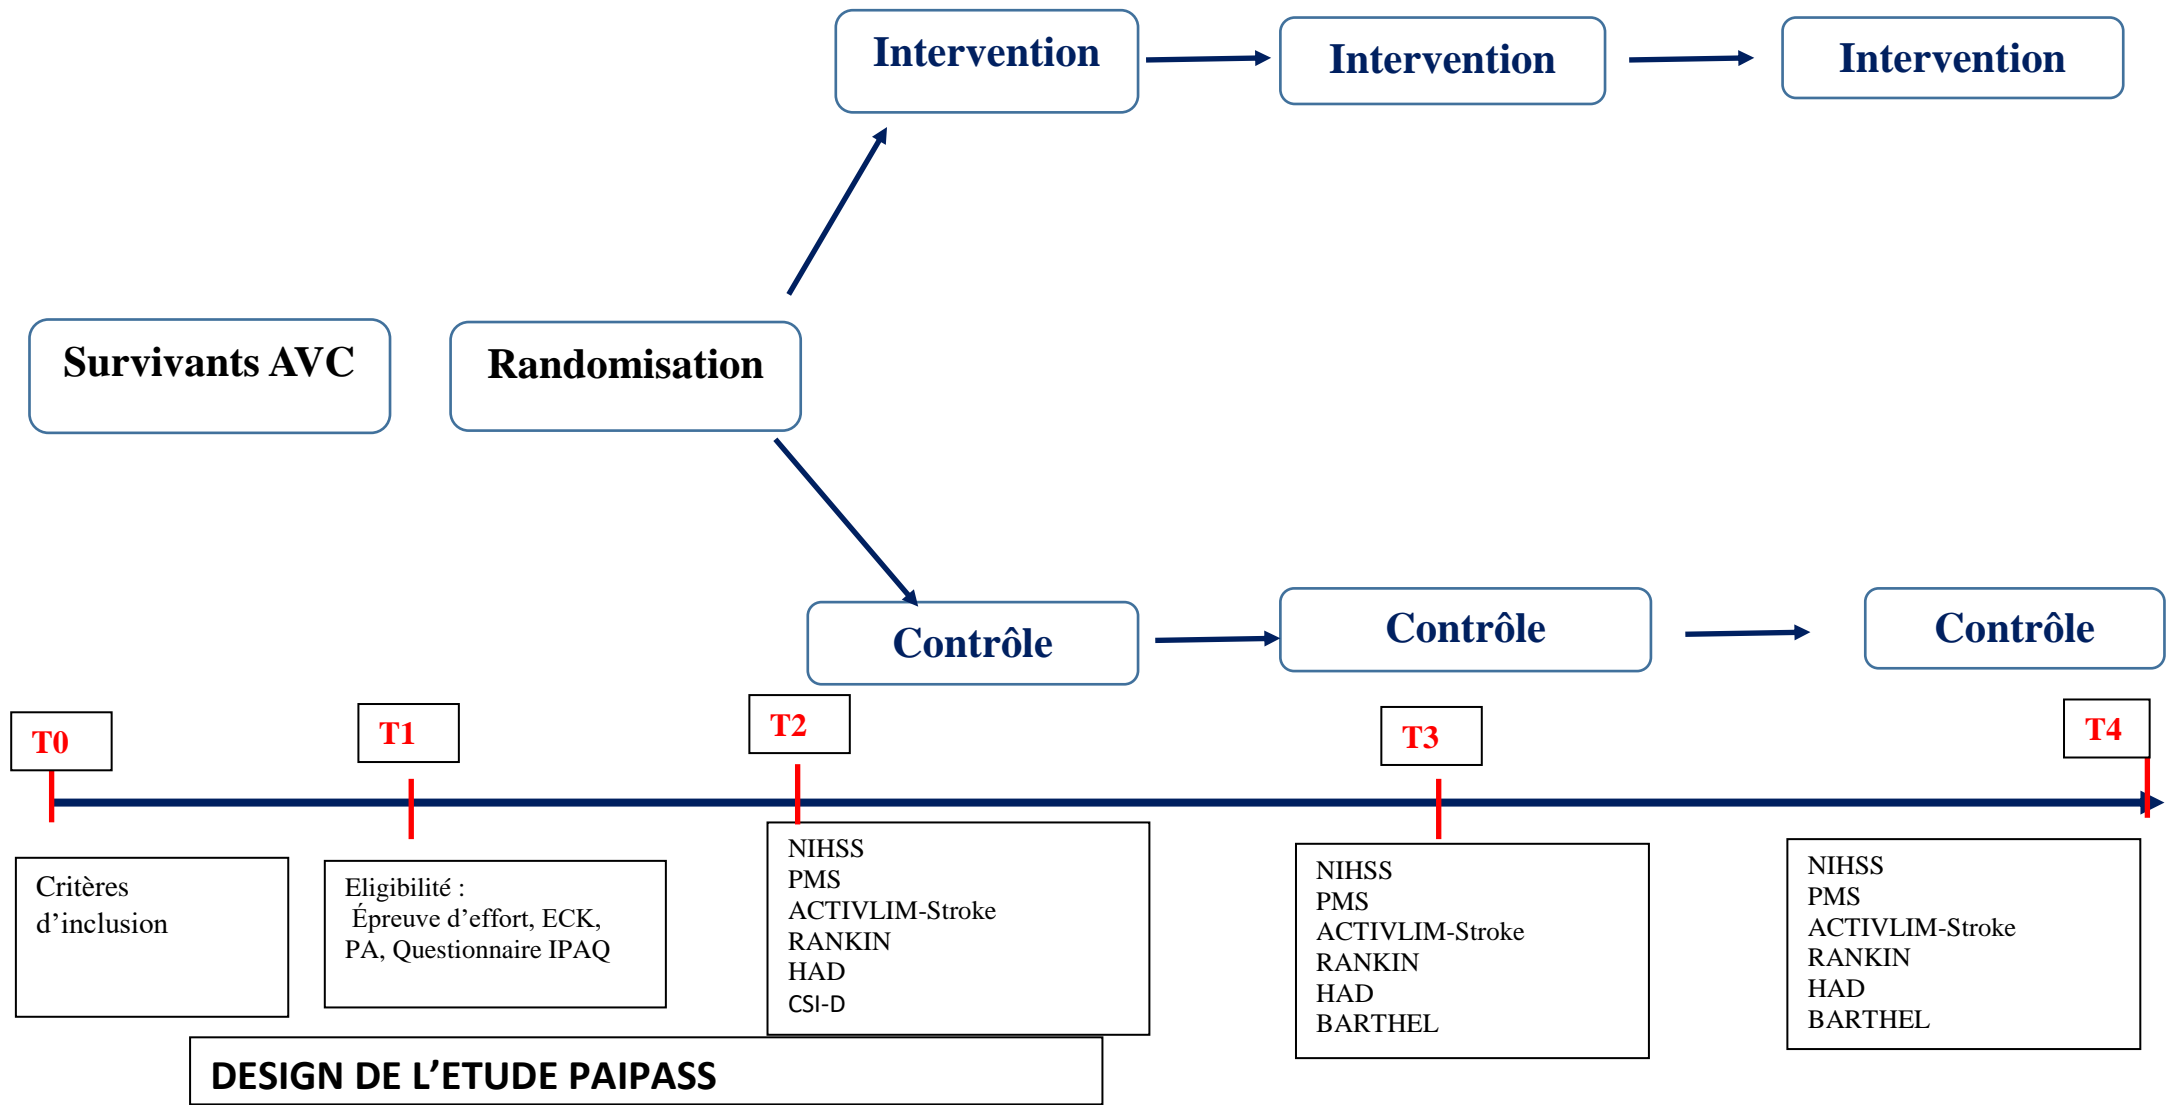 Intervention
Intervention
Intervention
Survivants AVC
Randomisation
Contrôle
Contrôle
Contrôle
T0
T1
T2
T3
T4
Critères
d’inclusion
Eligibilité :
Épreuve d’effort, ECK,
PA, Questionnaire IPAQ
NIHSS
PMS
ACTIVLIM-Stroke
RANKIN
HAD
CSI-D
NIHSS
PMS
ACTIVLIM-Stroke
RANKIN
HAD
BARTHEL
NIHSS
PMS
ACTIVLIM-Stroke
RANKIN
HAD
BARTHEL
DESIGN DE L’ETUDE PAIPASS